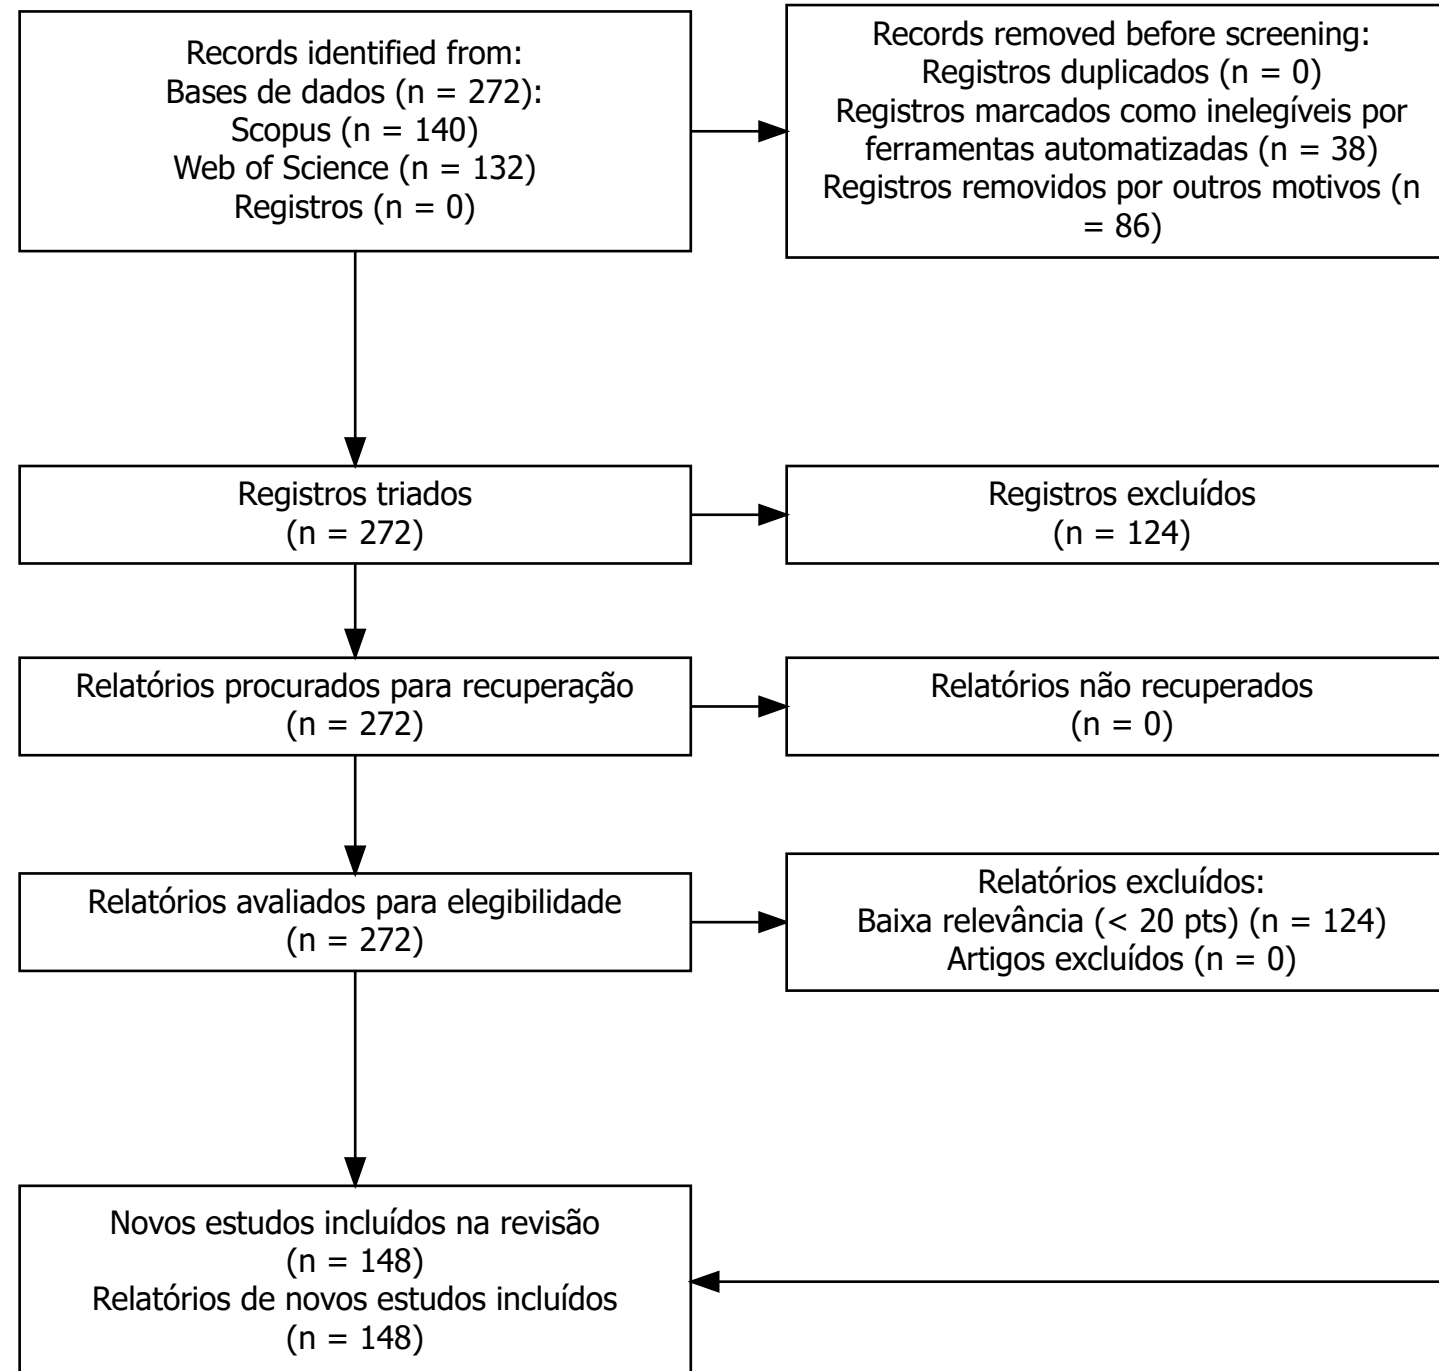 Records identified from:
Bases de dados (n = 272):
Scopus (n = 140)
Web of Science (n = 132)
Registros (n = 0)
Records removed before screening:
Registros duplicados (n = 0)
Registros marcados como inelegíveis por
ferramentas automatizadas (n = 38)
Registros removidos por outros motivos (n
= 86)
Registros triados
(n = 272)
Registros excluídos
(n = 124)
Relatórios procurados para recuperação
(n = 272)
Relatórios não recuperados
(n = 0)
Relatórios avaliados para elegibilidade
(n = 272)
Relatórios excluídos:
Baixa relevância (< 20 pts) (n = 124)
Artigos excluídos (n = 0)
Novos estudos incluídos na revisão
(n = 148)
Relatórios de novos estudos incluídos
(n = 148)